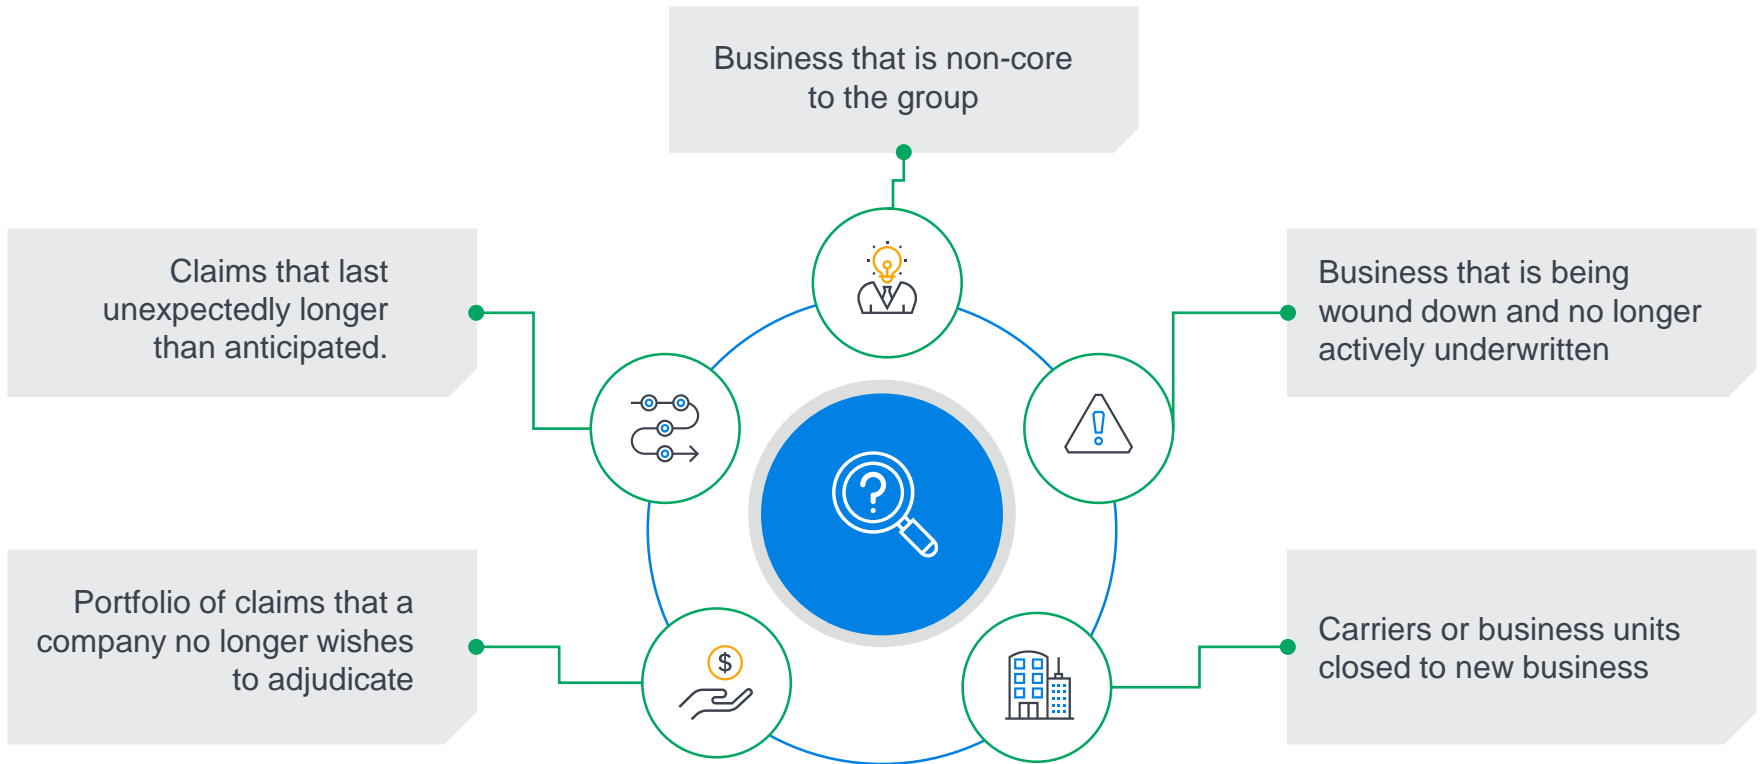 Business that is non-core
to the group
Claims that last
unexpectedly longer
than anticipated.
Business that is being
wound down and no longer
actively underwritten
Portfolio of claims that a
company no longer wishes
to adjudicate
Carriers or business units
closed to new business
?
!
$